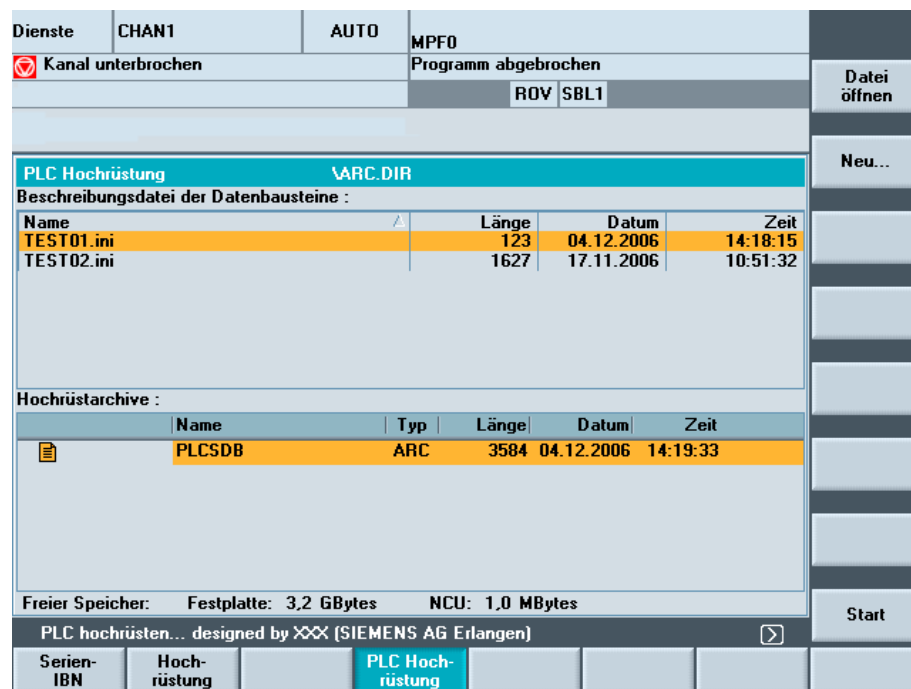 Dienste CHAN1 AUTO MPF0
Kanal unterbrochen Programm abgebrochen
ROV SBL1
PLC Hochrüstung \ARC.DIR
Beschreibungsdatei der Datenbausteine :
Name Länge Datum Zeit
TEST01.ini 123 04.12.2006 14:18:15
TEST02.ini 1627 17.11.2006 10:51:32
Hochrüstarchive :
Name Typ Länge Datum Zeit
PLCSDB ARC 3584 04.12.2006 14:19:33
Freier Speicher: Festplatte: 3,2 GBytes NCU: 1,0 MBytes
PLC hochrüsten... designed by XXX (SIEMENS AG Erlangen)
Datei
öffnen
Neu...
Start
Serien-
IBN
Hoch-
rüstung
PLC Hoch-
rüstung